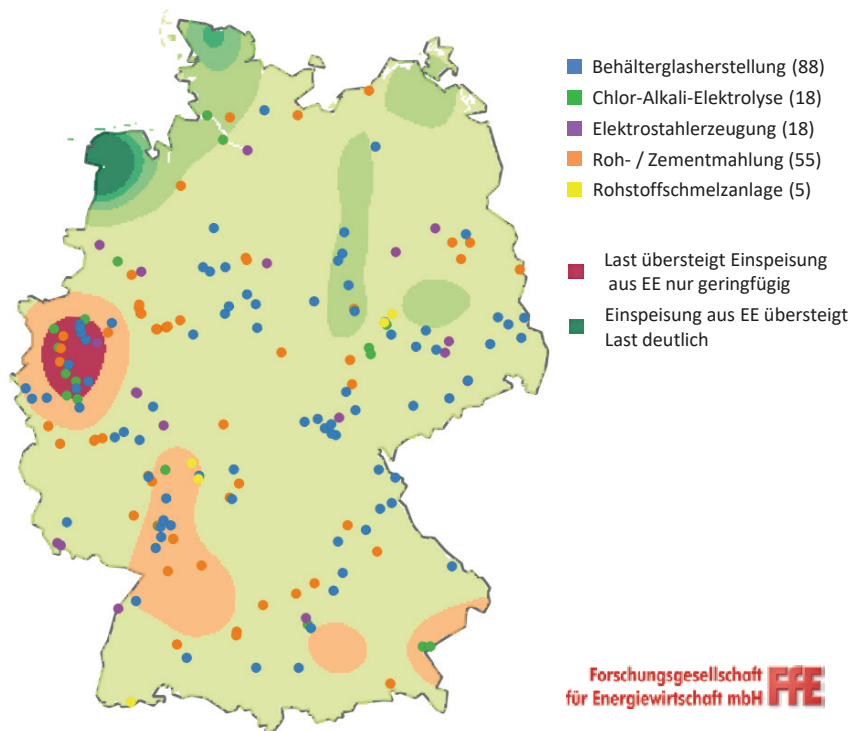 Behälterglasherstellung (88)
Chlor-Alkali-Elektrolyse (18)
Elektrostahlerzeugung (18)
Roh- / Zementmahlung (55)
Rohstoffschmelzanlage (5)
Last übersteigt Einspeisung
aus EE nur geringfügig
Einspeisung aus EE übersteigt
Last deutlich
Forschungsgesellschaft
für Energiewirtschaft mbH FfE